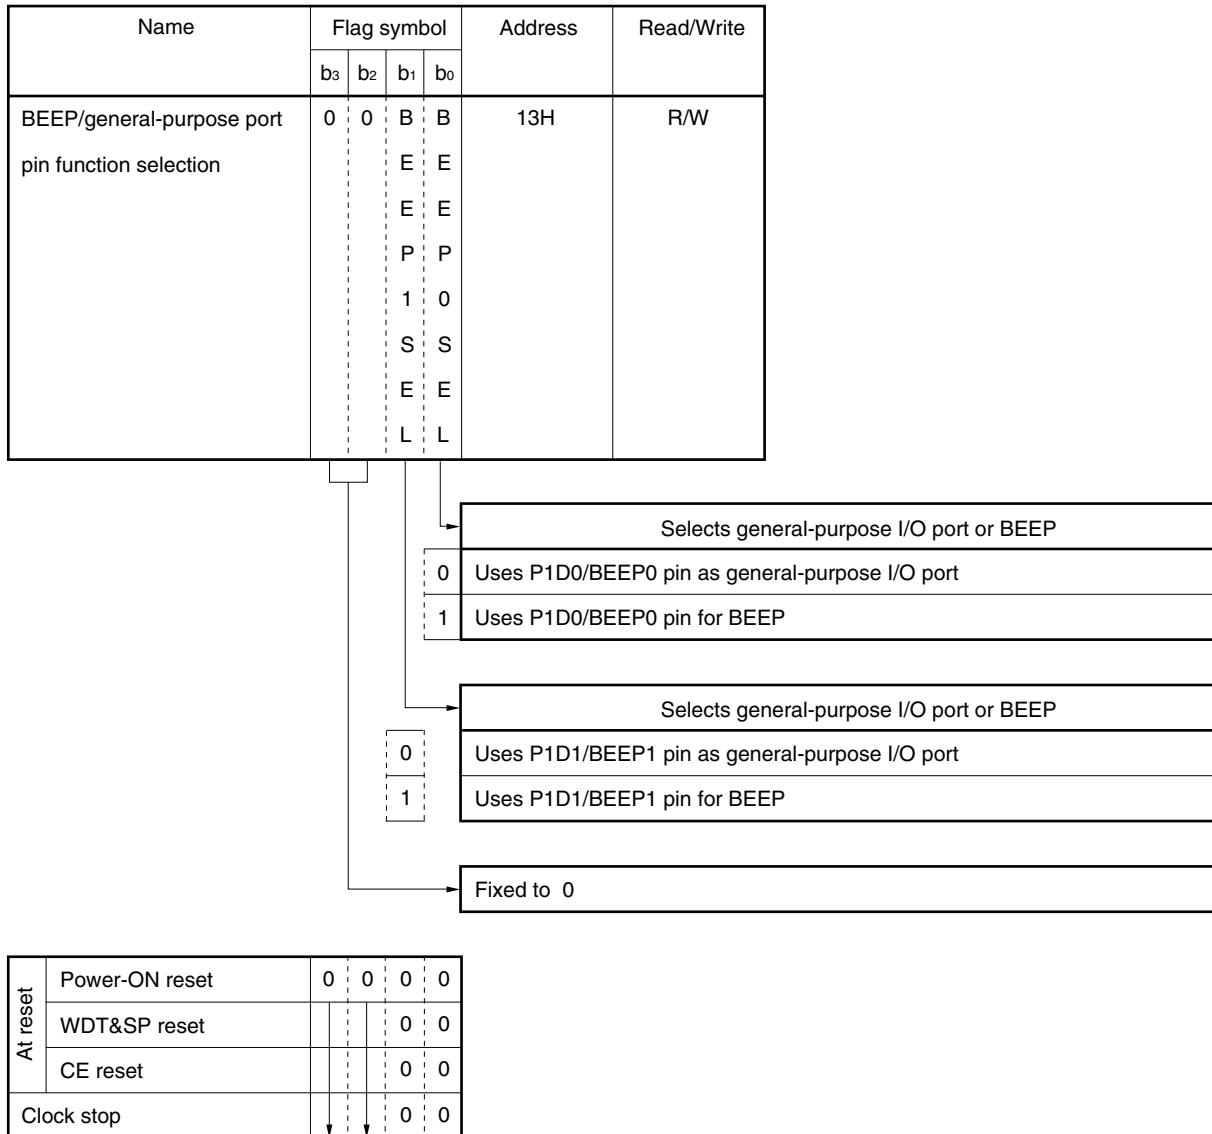 Name Flag symbol Address Read/Write
b3 b2 b1 b0
BEEP/general-purpose port 0 0 B B 13H R/W
pin function selection E E
E E
P P
1 0
S S
E E
L L
Selects general-purpose I/O port or BEEP
0 Uses P1D0/BEEP0 pin as general-purpose I/O port
1 Uses P1D0/BEEP0 pin for BEEP
Selects general-purpose I/O port or BEEP
0 Uses P1D1/BEEP1 pin as general-purpose I/O port
1 Uses P1D1/BEEP1 pin for BEEP
Fixed to 0
At reset
Power-ON reset 0 0 0 0
WDT&SP reset 0 0
CE reset 0 0
Clock stop 0 0